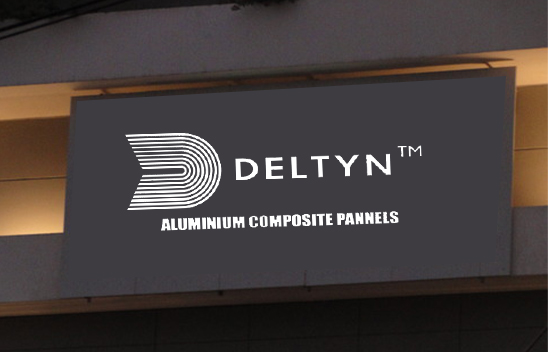 DELTYN™
ALUMINIUM COMPOSITE PANNELS